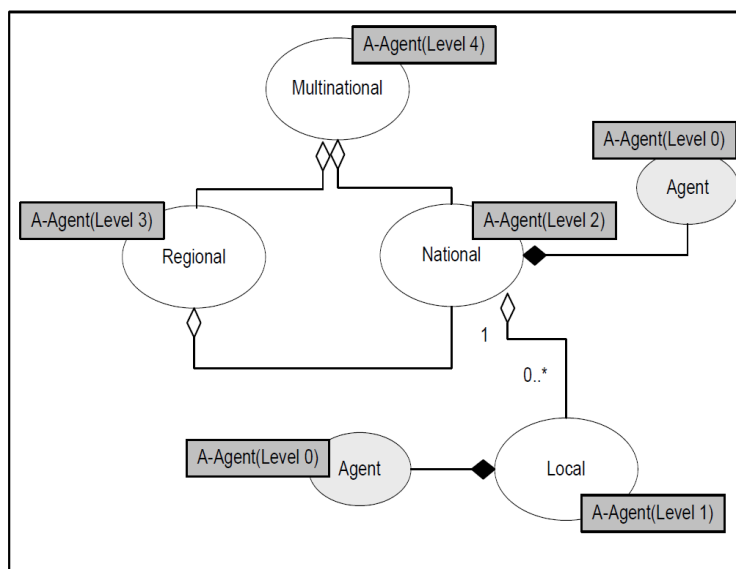 A-Agent(Level 4)
Multinational
A-Agent(Level 0)
Agent
A-Agent(Level 3)
A-Agent(Level 2)
Regional
National
1
0..*
A-Agent(Level 0)
Agent
Local
A-Agent(Level 1)